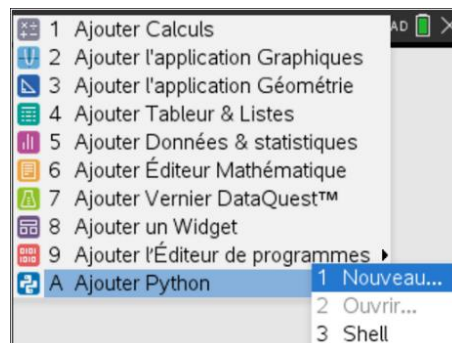 1 Ajouter Calculs
AD
2 Ajouter l'application Graphiques
3 Ajouter l'application Géométrie
4 Ajouter Tableur & Listes
5 Ajouter Données & statistiques
6 Ajouter Éditeur Mathématique
7 Ajouter Vernier DataQuest™
8 Ajouter un Widget
9 Ajouter l'Éditeur de programmes
A Ajouter Python
1 Nouveau...
2 Ouvrir...
3 Shell